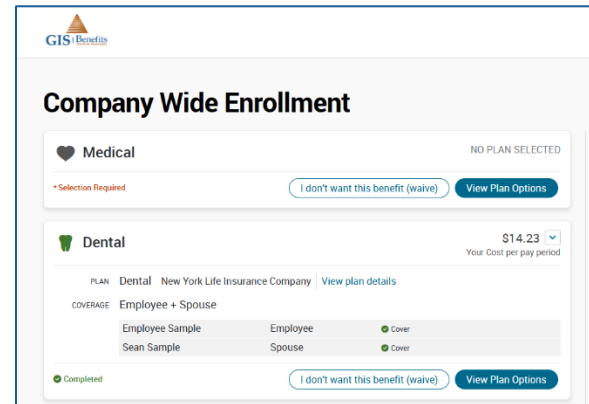 GIS Benefits
Company Wide Enrollment
Medical
NO PLAN SELECTED
* Selection Required
I don't want this benefit (waive)
View Plan Options
Dental
$14.23
Your Cost per pay period
PLAN Dental New York Life Insurance Company View plan details
COVERAGE Employee + Spouse
Employee Sample Employee Cover
Sean Sample Spouse Cover
Completed
I don't want this benefit (waive)
View Plan Options